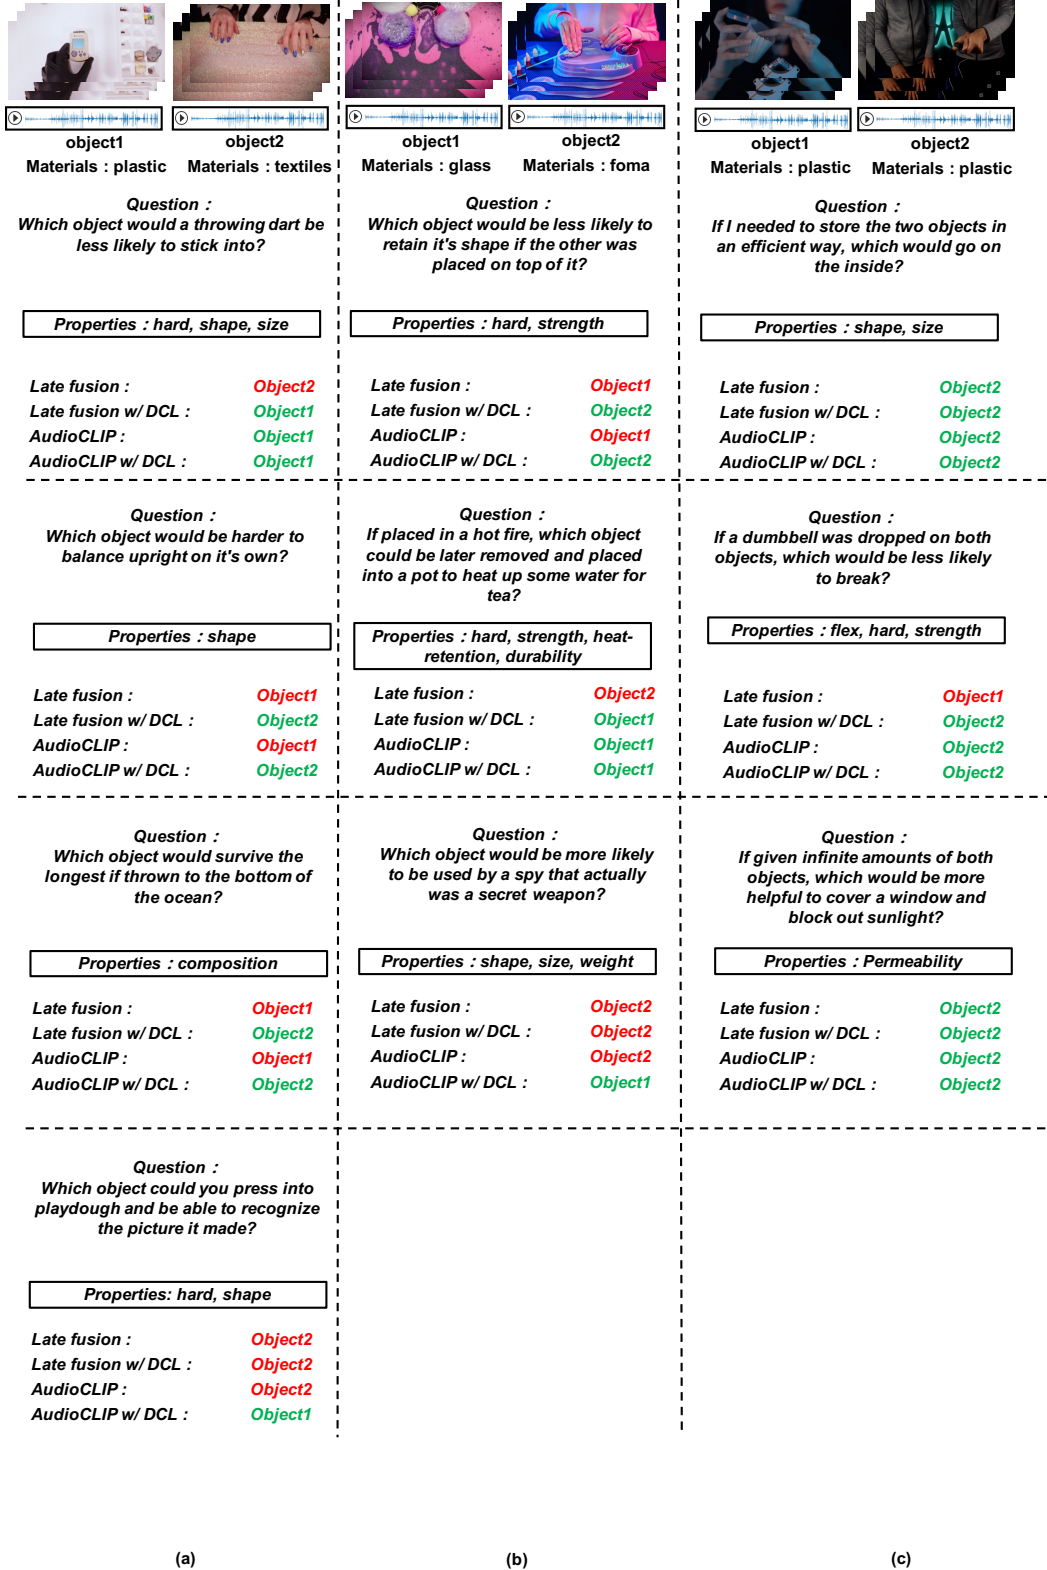 object1
Materials : plastic
object2
Materials : textiles
Question :
Which object would a throwing dart be
less likely to stick into?
Properties : hard, shape, size
Late fusion : Object2
Late fusion w/ DCL : Object1
AudioCLIP : Object1
AudioCLIP w/ DCL : Object1
Question :
Which object would be harder to
balance upright on it's own?
Properties : shape
Late fusion : Object1
Late fusion w/ DCL : Object2
AudioCLIP : Object1
AudioCLIP w/ DCL : Object2
Question :
Which object would survive the
longest if thrown to the bottom of
the ocean?
Properties : composition
Late fusion : Object1
Late fusion w/ DCL : Object2
AudioCLIP : Object1
AudioCLIP w/ DCL : Object2
Question :
Which object could you press into
playdough and be able to recognize
the picture it made?
Properties: hard, shape
Late fusion : Object2
Late fusion w/ DCL : Object2
AudioCLIP : Object2
AudioCLIP w/ DCL : Object1
(a)
object1
Materials : glass
object2
Materials : foma
Question :
Which object would be less likely to
retain it's shape if the other was
placed on top of it?
Properties : hard, strength
Late fusion : Object1
Late fusion w/ DCL : Object2
AudioCLIP : Object1
AudioCLIP w/ DCL : Object2
Question :
If placed in a hot fire, which object
could be later removed and placed
into a pot to heat up some water for
tea?
Properties : hard, strength, heat-
retention, durability
Late fusion : Object2
Late fusion w/ DCL : Object1
AudioCLIP : Object1
AudioCLIP w/ DCL : Object1
Question :
Which object would be more likely
to be used by a spy that actually
was a secret weapon?
Properties : shape, size, weight
Late fusion : Object2
Late fusion w/ DCL : Object2
AudioCLIP : Object2
AudioCLIP w/ DCL : Object1
(b)
object1
Materials : plastic
object2
Materials : plastic
Question :
If I needed to store the two objects in
an efficient way, which would go on
the inside?
Properties : shape, size
Late fusion : Object2
Late fusion w/ DCL : Object2
AudioCLIP : Object2
AudioCLIP w/ DCL : Object2
Question :
If a dumbbell was dropped on both
objects, which would be less likely
to break?
Properties : flex, hard, strength
Late fusion : Object1
Late fusion w/ DCL : Object2
AudioCLIP : Object2
AudioCLIP w/ DCL : Object2
Question :
If given infinite amounts of both
objects, which would be more
helpful to cover a window and
block out sunlight?
Properties : Permeability
Late fusion : Object2
Late fusion w/ DCL : Object2
AudioCLIP : Object2
AudioCLIP w/ DCL : Object2
(c)